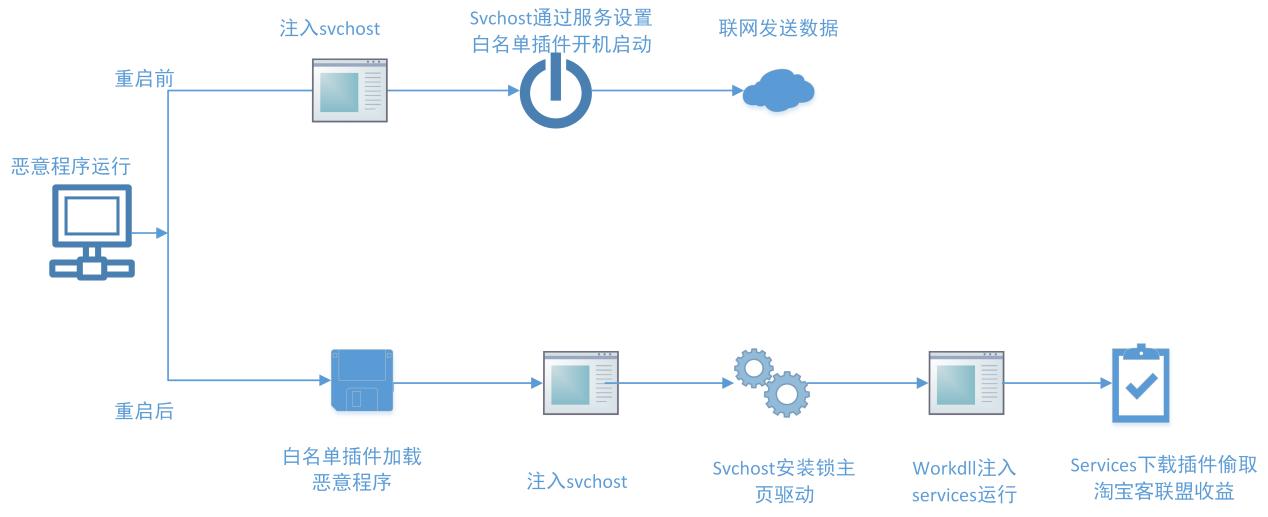 注入svchost
Svchost通过服务设置
白名单插件开机启动
联网发送数据
重启前
恶意程序运行
重启后
白名单插件加载
恶意程序
注入svchost
Svchost安装锁主
页驱动
Workdll注入
services运行
Services下载插件偷取
淘宝客联盟收益